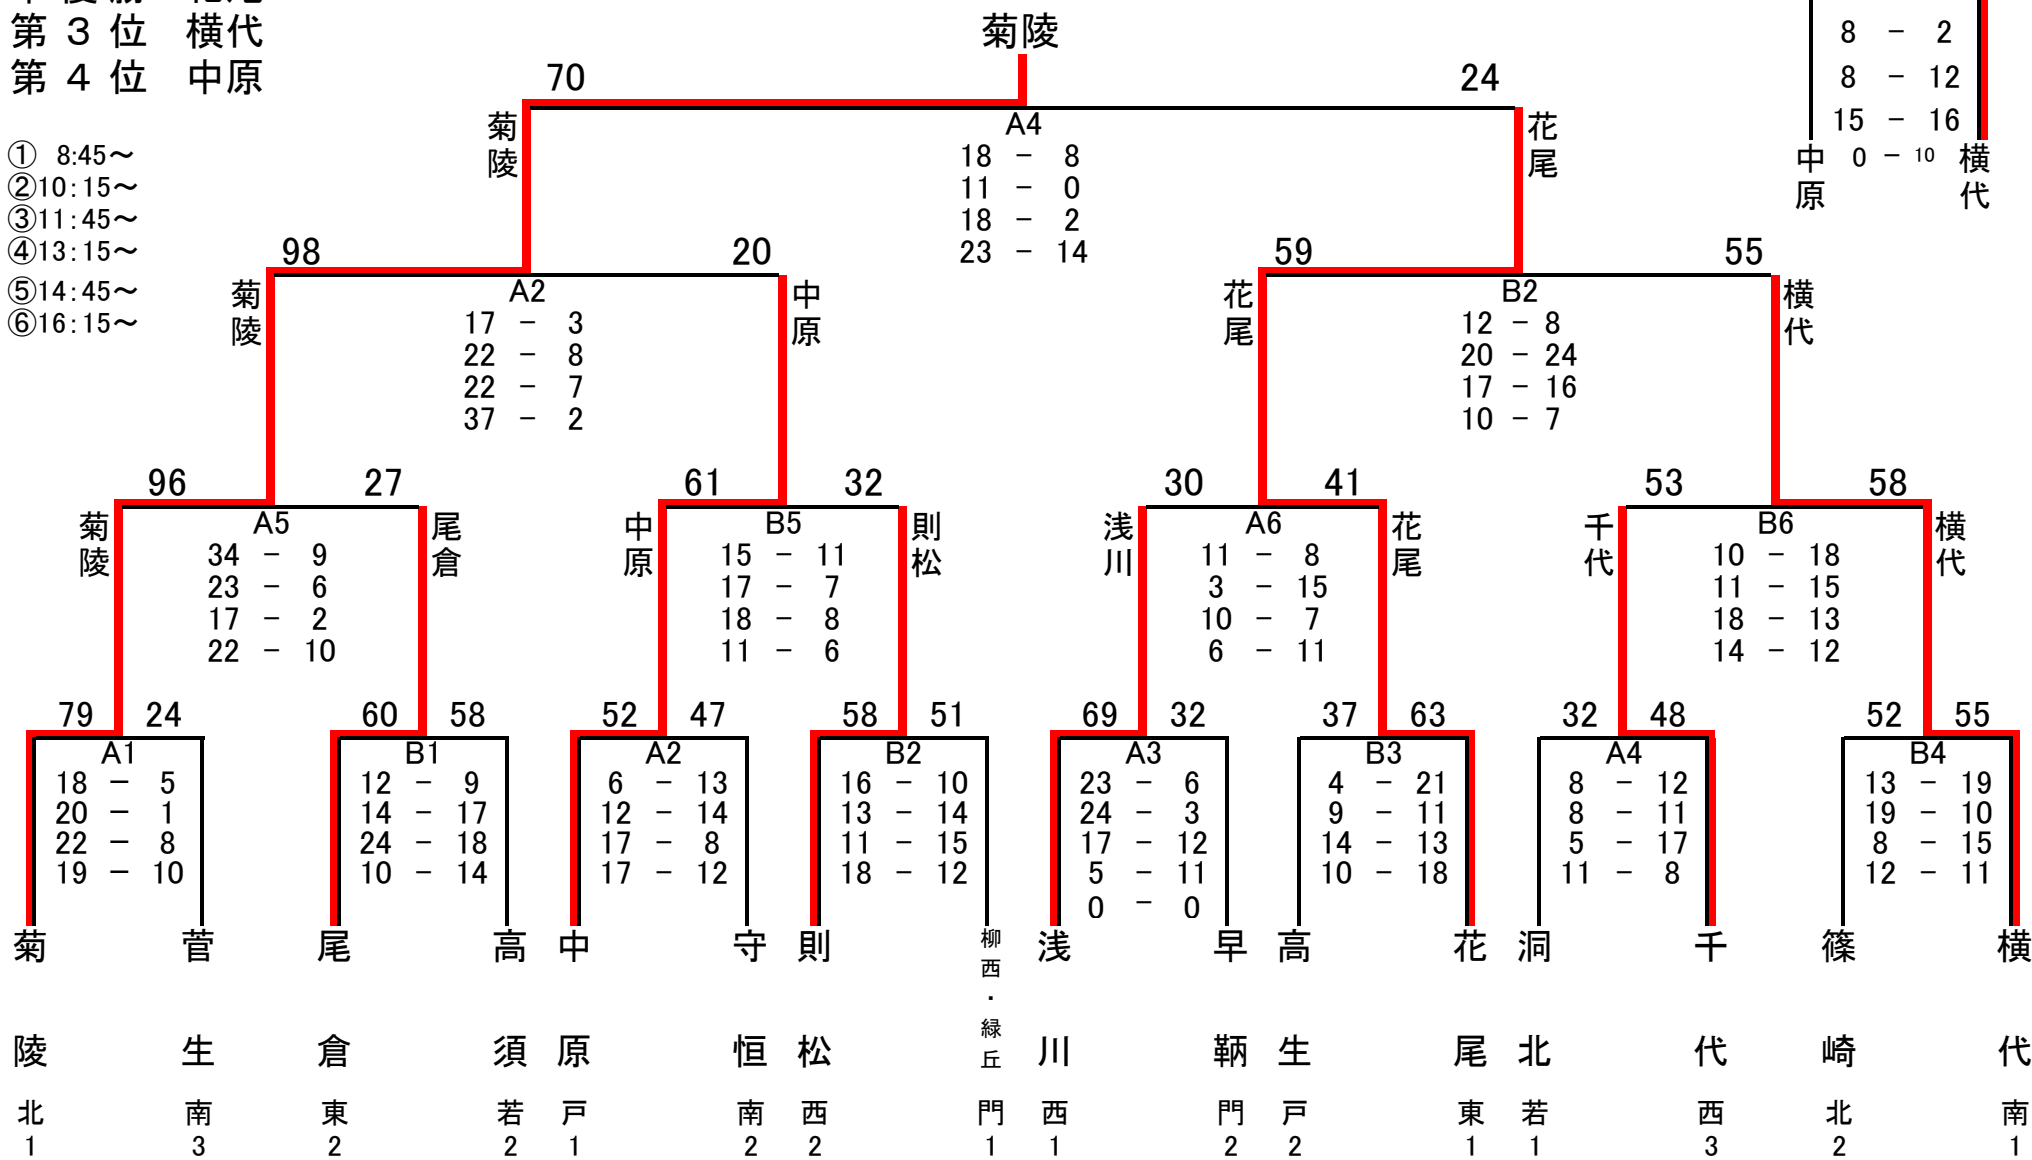 第 3 位 横代
第 4 位 中原
菊陵
70 24
菊陵
花尾
A4
18 － 8
11 － 0
18 － 2
23 － 14
8 － 2
8 － 12
15 － 16
0 － 10
中原
横代
① 8:45～
②10:15～
③11:45～
④13:15～
⑤14:45～
⑥16:15～
98 20
菊陵
中原
A2
17 － 3
22 － 8
22 － 7
37 － 2
59 55
花尾
横代
B2
12 － 8
20 － 24
17 － 16
10 － 7
96 27
菊陵
尾倉
A5
34 － 9
23 － 6
17 － 2
22 － 10
61 32
中原
則松
B5
15 － 11
17 － 7
18 － 8
11 － 6
30 41
浅川
花尾
A6
11 － 8
3 － 15
10 － 7
6 － 11
53 58
千代
横代
B6
10 － 18
11 － 15
18 － 13
14 － 12
79 24
A1
18 － 5
20 － 1
22 － 8
19 － 10
60 58
B1
12 － 9
14 － 17
24 － 18
10 － 14
52 47
A2
6 － 13
12 － 14
17 － 8
17 － 12
58 51
B2
16 － 10
13 － 14
11 － 15
18 － 12
69 32
A3
23 － 6
24 － 3
17 － 12
5 － 11
0 － 0
37 63
B3
4 － 21
9 － 11
14 － 13
10 － 18
32 48
A4
8 － 12
8 － 11
5 － 17
11 － 8
52 55
B4
13 － 19
19 － 10
8 － 15
12 － 11
菊陵
北1
菅生
南3
尾倉
東2
高須
若2
中原
戸1
守恒
南2
則松
西2
柳西・緑丘
門1
浅川
西1
早鞆
門2
高生
戸2
花尾
東1
洞北
若1
千代
西3
篠崎
北2
横代
南1